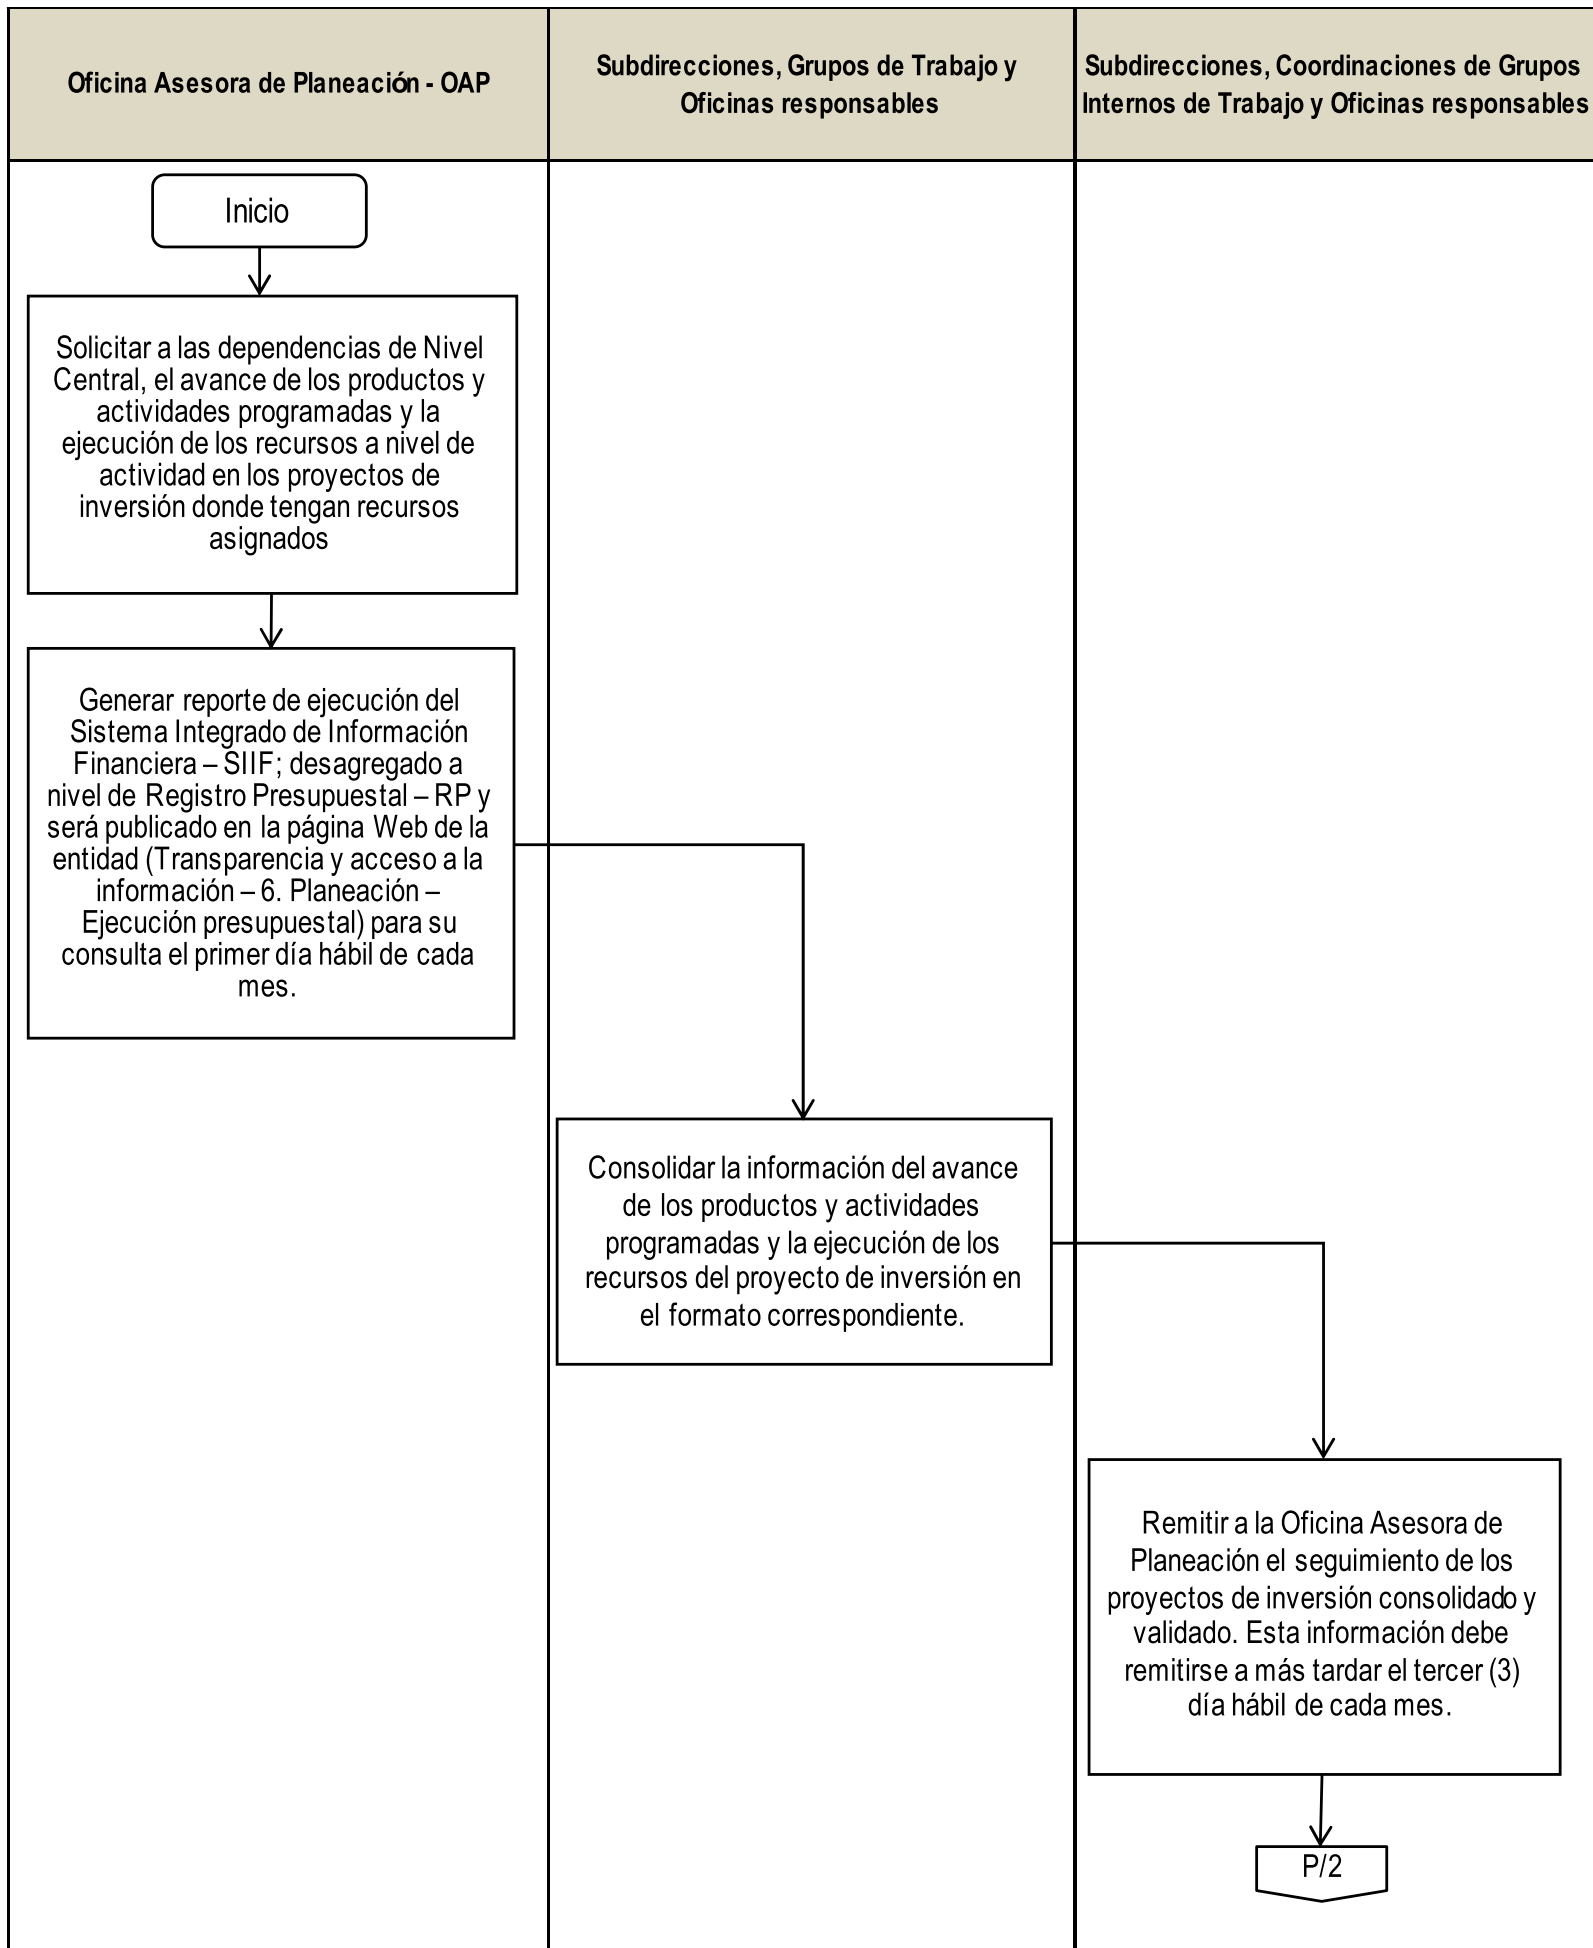 Oficina Asesora de Planeación - OAP
Subdirecciones, Grupos de Trabajo y
Oficinas responsables
Subdirecciones, Coordinaciones de Grupos
Internos de Trabajo y Oficinas responsables
Inicio
Solicitar a las dependencias de Nivel
Central, el avance de los productos y
actividades programadas y la
ejecución de los recursos a nivel de
actividad en los proyectos de
inversión donde tengan recursos
asignados
Generar reporte de ejecución del
Sistema Integrado de Información
Financiera – SIIF; desagregado a
nivel de Registro Presupuestal – RP y
será publicado en la página Web de la
entidad (Transparencia y acceso a la
información – 6. Planeación –
Ejecución presupuestal) para su
consulta el primer día hábil de cada
mes.
Consolidar la información del avance
de los productos y actividades
programadas y la ejecución de los
recursos del proyecto de inversión en
el formato correspondiente.
Remitir a la Oficina Asesora de
Planeación el seguimiento de los
proyectos de inversión consolidado y
validado. Esta información debe
remitirse a más tardar el tercer (3)
día hábil de cada mes.
P/2